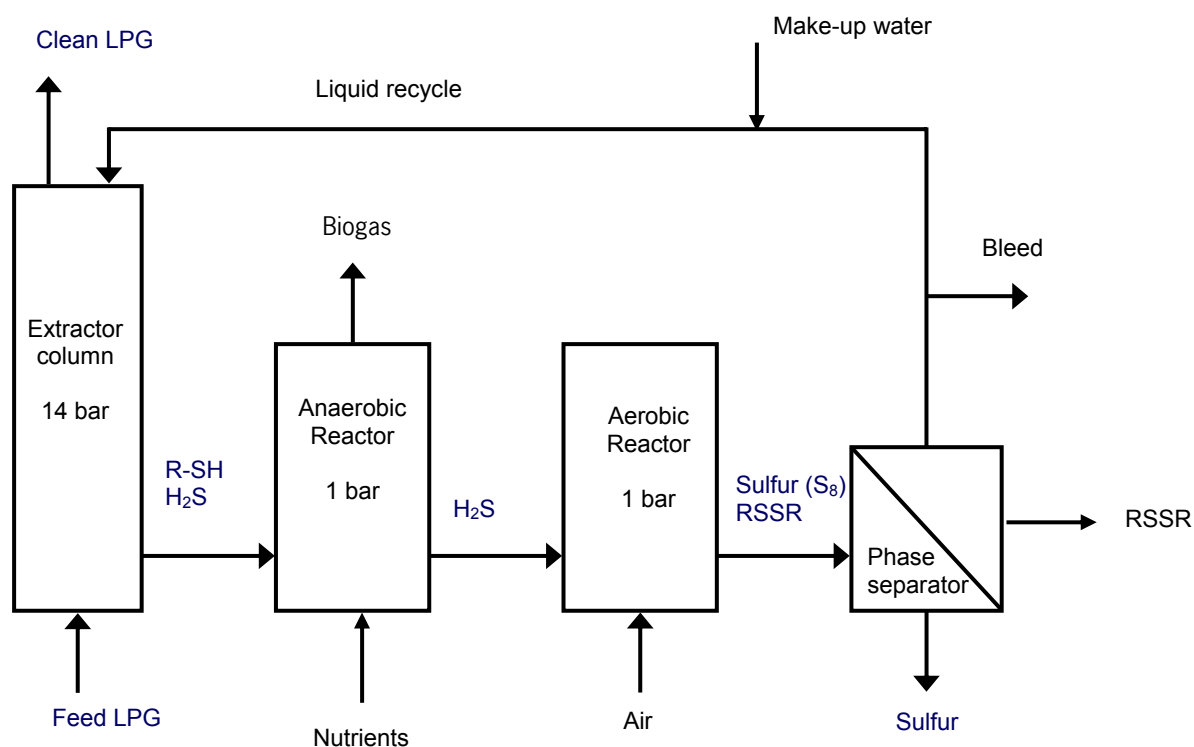 Make-up water
Clean LPG
Liquid recycle
Biogas
Bleed
Extractor
column
14 bar
Anaerobic
Reactor
1 bar
Aerobic
Reactor
1 bar
R-SH
H₂S
H₂S
Sulfur (S₈)
RSSR
RSSR
Phase
separator
Feed LPG
Nutrients
Air
Sulfur